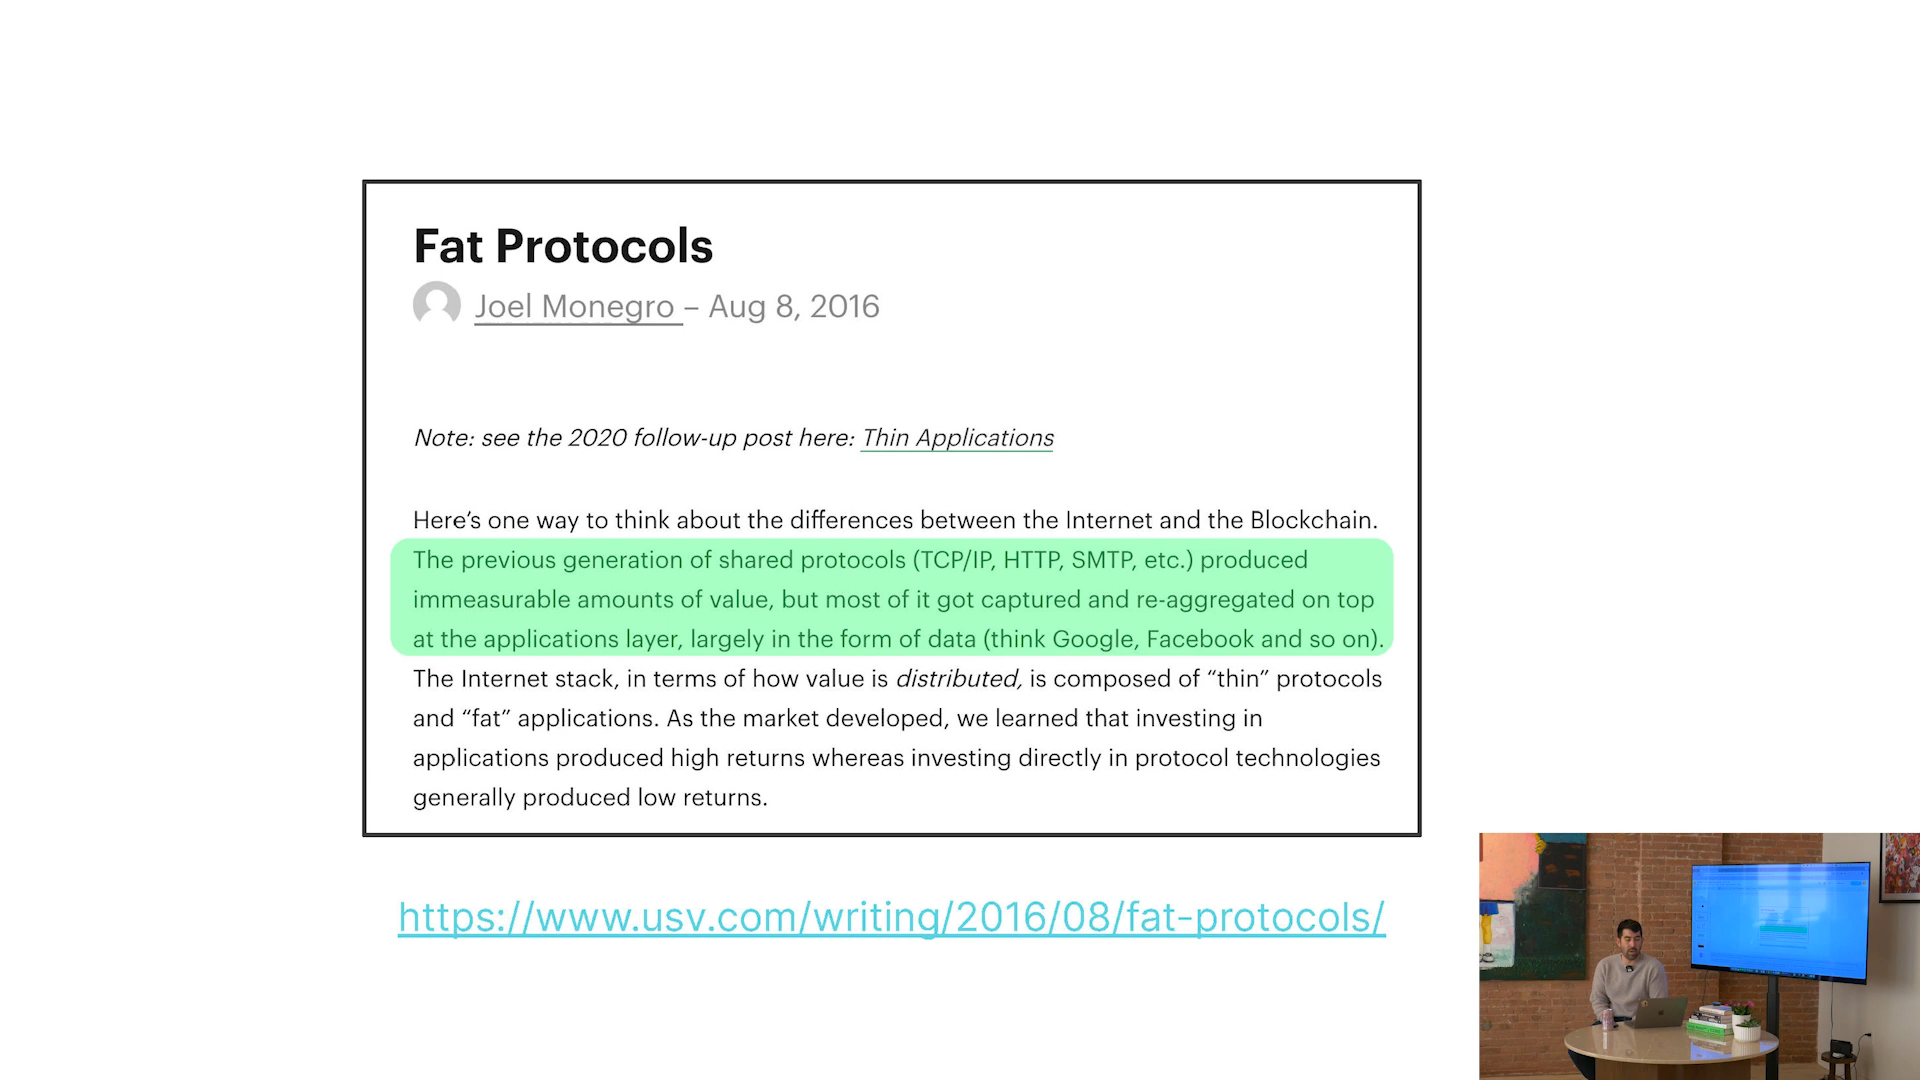 Fat Protocols
Joel Monegro – Aug 8, 2016
Note: see the 2020 follow-up post here: Thin Applications
Here’s one way to think about the differences between the Internet and the Blockchain.
The previous generation of shared protocols (TCP/IP, HTTP, SMTP, etc.) produced
immeasurable amounts of value, but most of it got captured and re-aggregated on top
at the applications layer, largely in the form of data (think Google, Facebook and so on).
The Internet stack, in terms of how value is distributed, is composed of “thin” protocols
and “fat” applications. As the market developed, we learned that investing in
applications produced high returns whereas investing directly in protocol technologies
generally produced low returns.
https://www.usv.com/writing/2016/08/fat-protocols/